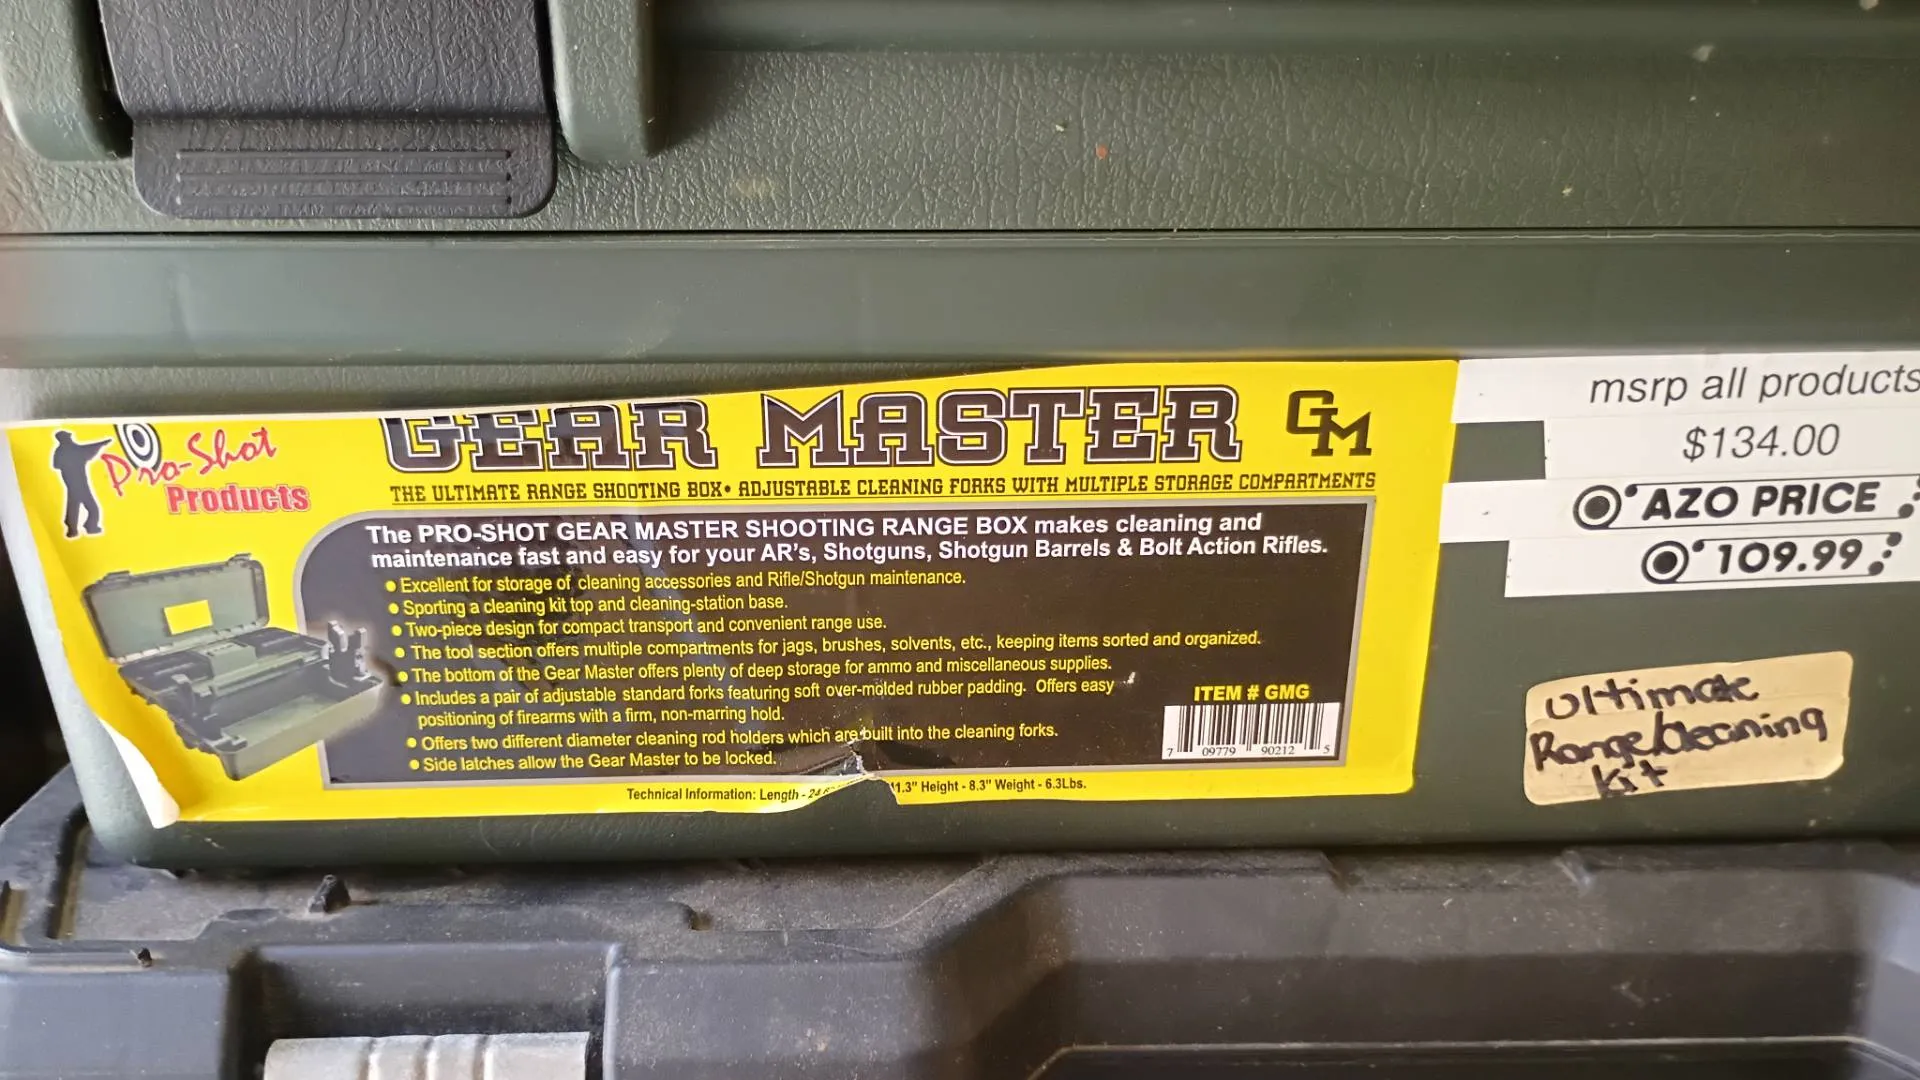 Pro-Shot
Products
GEAR MASTER GM
THE ULTIMATE RANGE SHOOTING BOX• ADJUSTABLE CLEANING FORKS WITH MULTIPLE STORAGE COMPARTMENTS
The PRO-SHOT GEAR MASTER SHOOTING RANGE BOX makes cleaning and
maintenance fast and easy for your AR's, Shotguns, Shotgun Barrels & Bolt Action Rifles.
• Excellent for storage of cleaning accessories and Rifle/Shotgun maintenance.
• Sporting a cleaning kit top and cleaning-station base.
• Two-piece design for compact transport and convenient range use.
• The tool section offers multiple compartments for jags, brushes, solvents, etc., keeping items sorted and organized.
• The bottom of the Gear Master offers plenty of deep storage for ammo and miscellaneous supplies.
• Includes a pair of adjustable standard forks featuring soft over-molded rubber padding. Offers easy
positioning of firearms with a firm, non-marring hold.
• Offers two different diameter cleaning rod holders which are built into the cleaning forks.
• Side latches allow the Gear Master to be locked.
ITEM # GMG
7 09779 90212 5
Technical Information: Length - 11.3" Height - 8.3" Weight - 6.3Lbs.
msrp all products
$134.00
AZO PRICE
109.99
Ultimate
Range/Cleaning
Kit